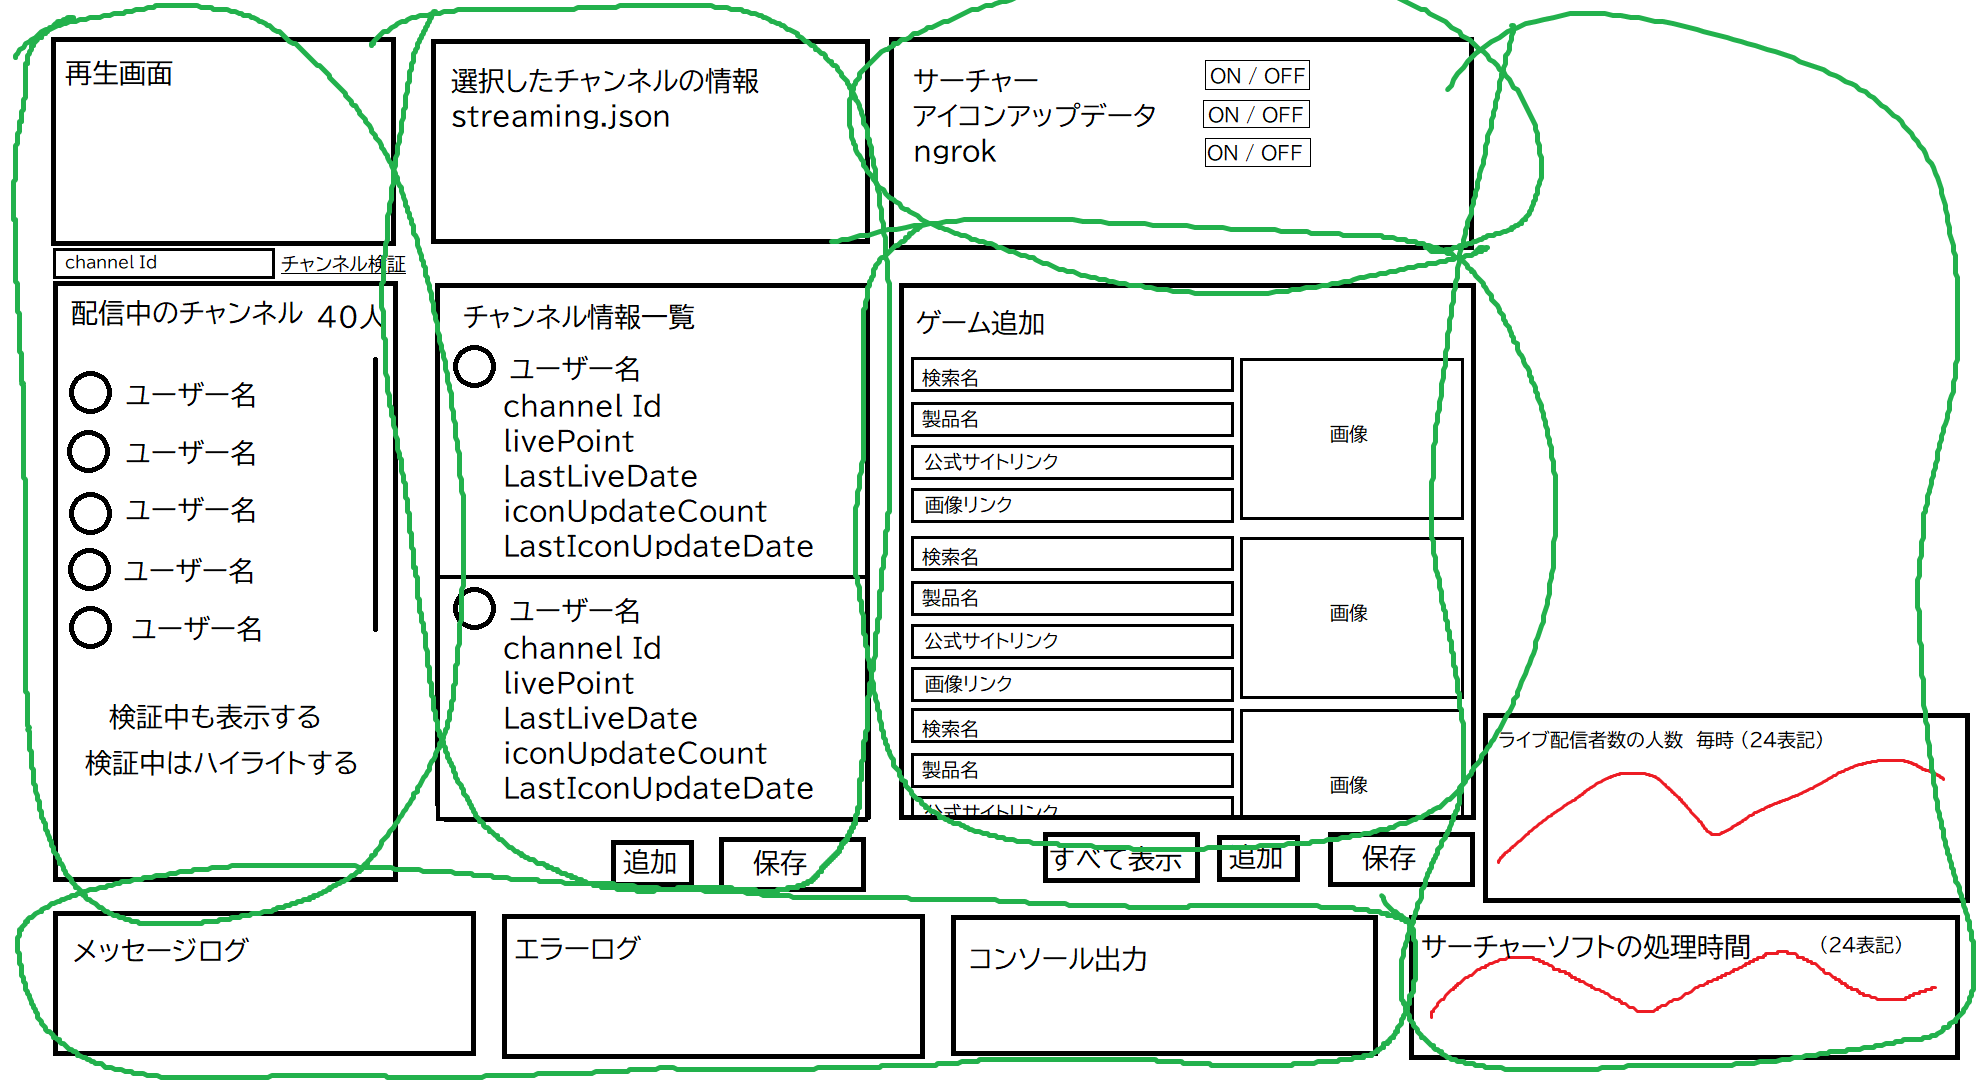 再生画面
channel Id
チャンネル検証
配信中のチャンネル 40人
ユーザー名
ユーザー名
ユーザー名
ユーザー名
ユーザー名
検証中も表示する
検証中はハイライトする
選択したチャンネルの情報
streaming.json
チャンネル情報一覧
ユーザー名
channel Id
livePoint
LastLiveDate
iconUpdateCount
LastIconUpdateDate
ユーザー名
channel Id
livePoint
LastLiveDate
iconUpdateCount
LastIconUpdateDate
追加
保存
サーチャー ON / OFF
アイコンアップデータ ON / OFF
ngrok ON / OFF
ゲーム追加
検索名
製品名
公式サイトリンク
画像リンク
画像
検索名
製品名
公式サイトリンク
画像リンク
画像
検索名
製品名
公式サイトリンク
画像
すべて表示
追加
保存
ライブ配信者数の人数 毎時（24表記）
メッセージログ
エラーログ
コンソール出力
サーチャーソフトの処理時間 （24表記）